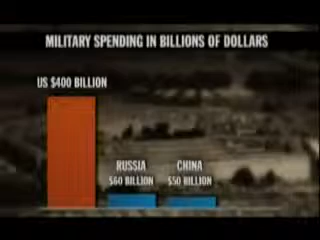 MILITARY SPENDING IN BILLIONS OF DOLLARS
US $400 BILLION
RUSSIA
$60 BILLION
CHINA
$50 BILLION